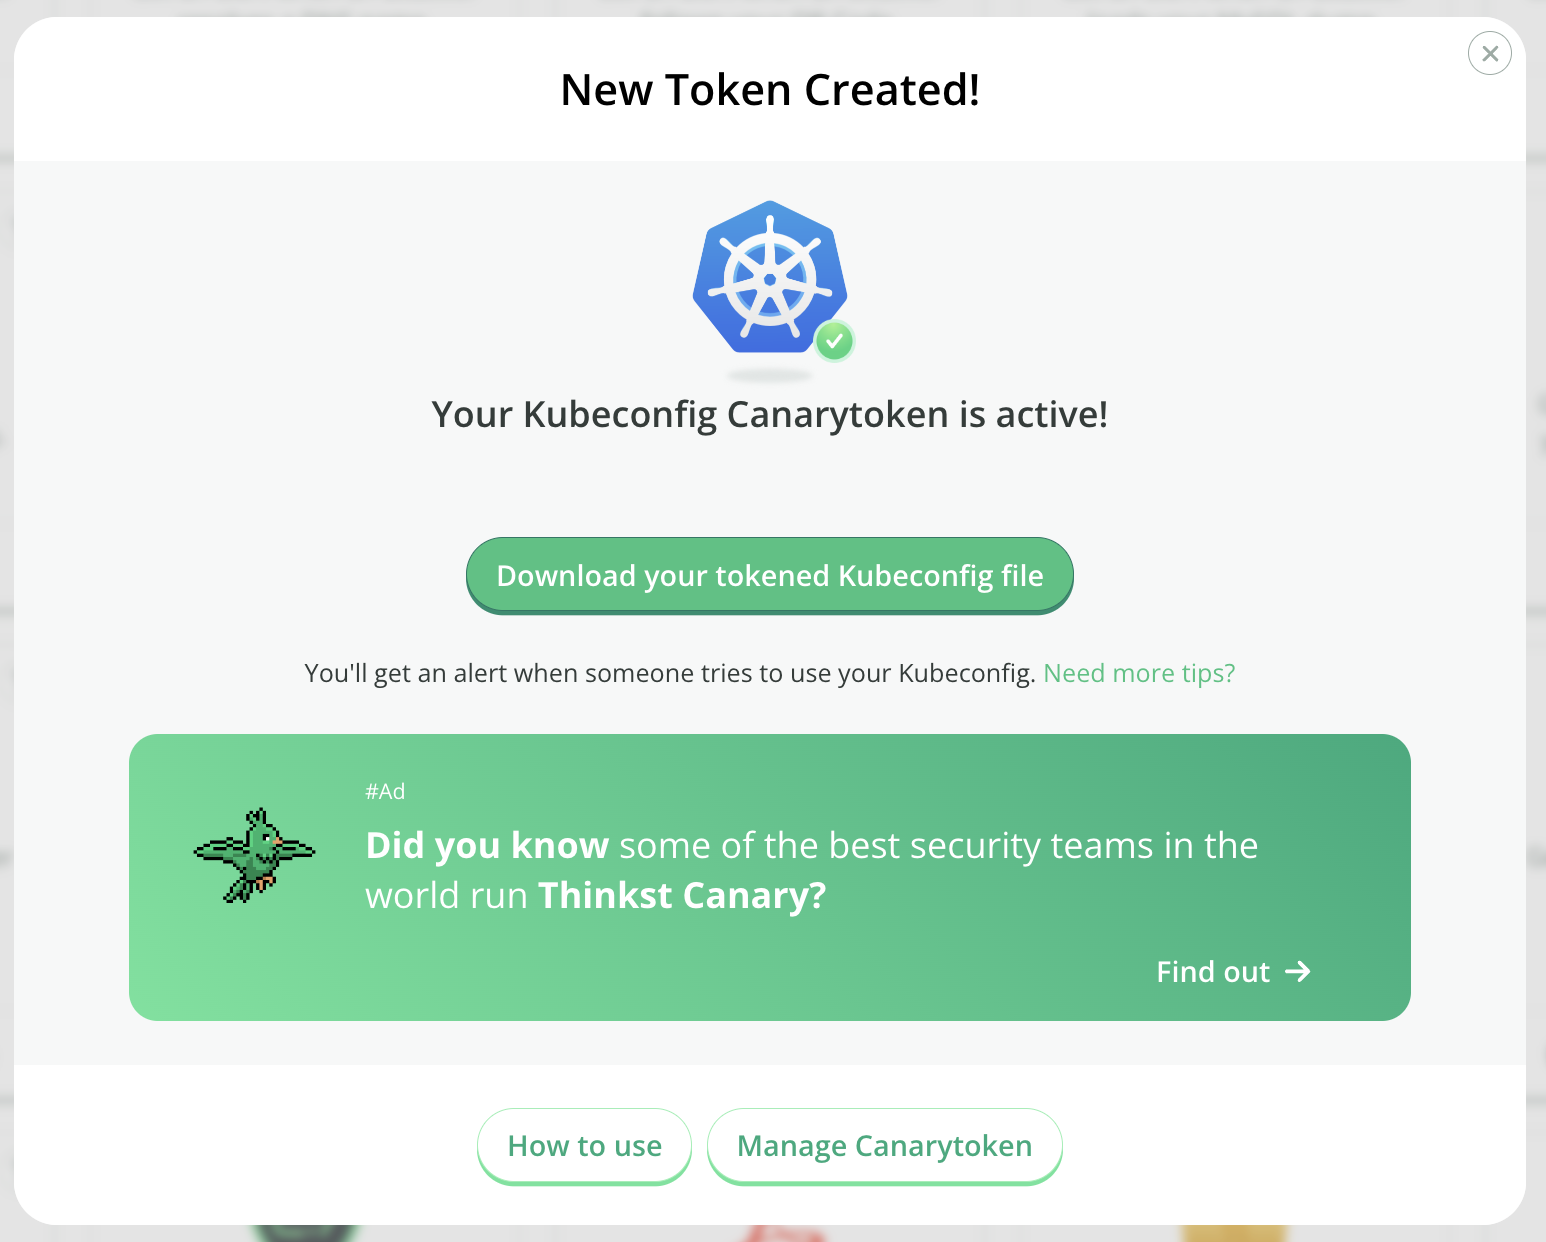 New Token Created!
Your Kubeconfig Canarytoken is active!
Download your tokened Kubeconfig file
You'll get an alert when someone tries to use your Kubeconfig. Need more tips?
#Ad
Did you know some of the best security teams in the
world run Thinkst Canary?
Find out
How to use
Manage Canarytoken